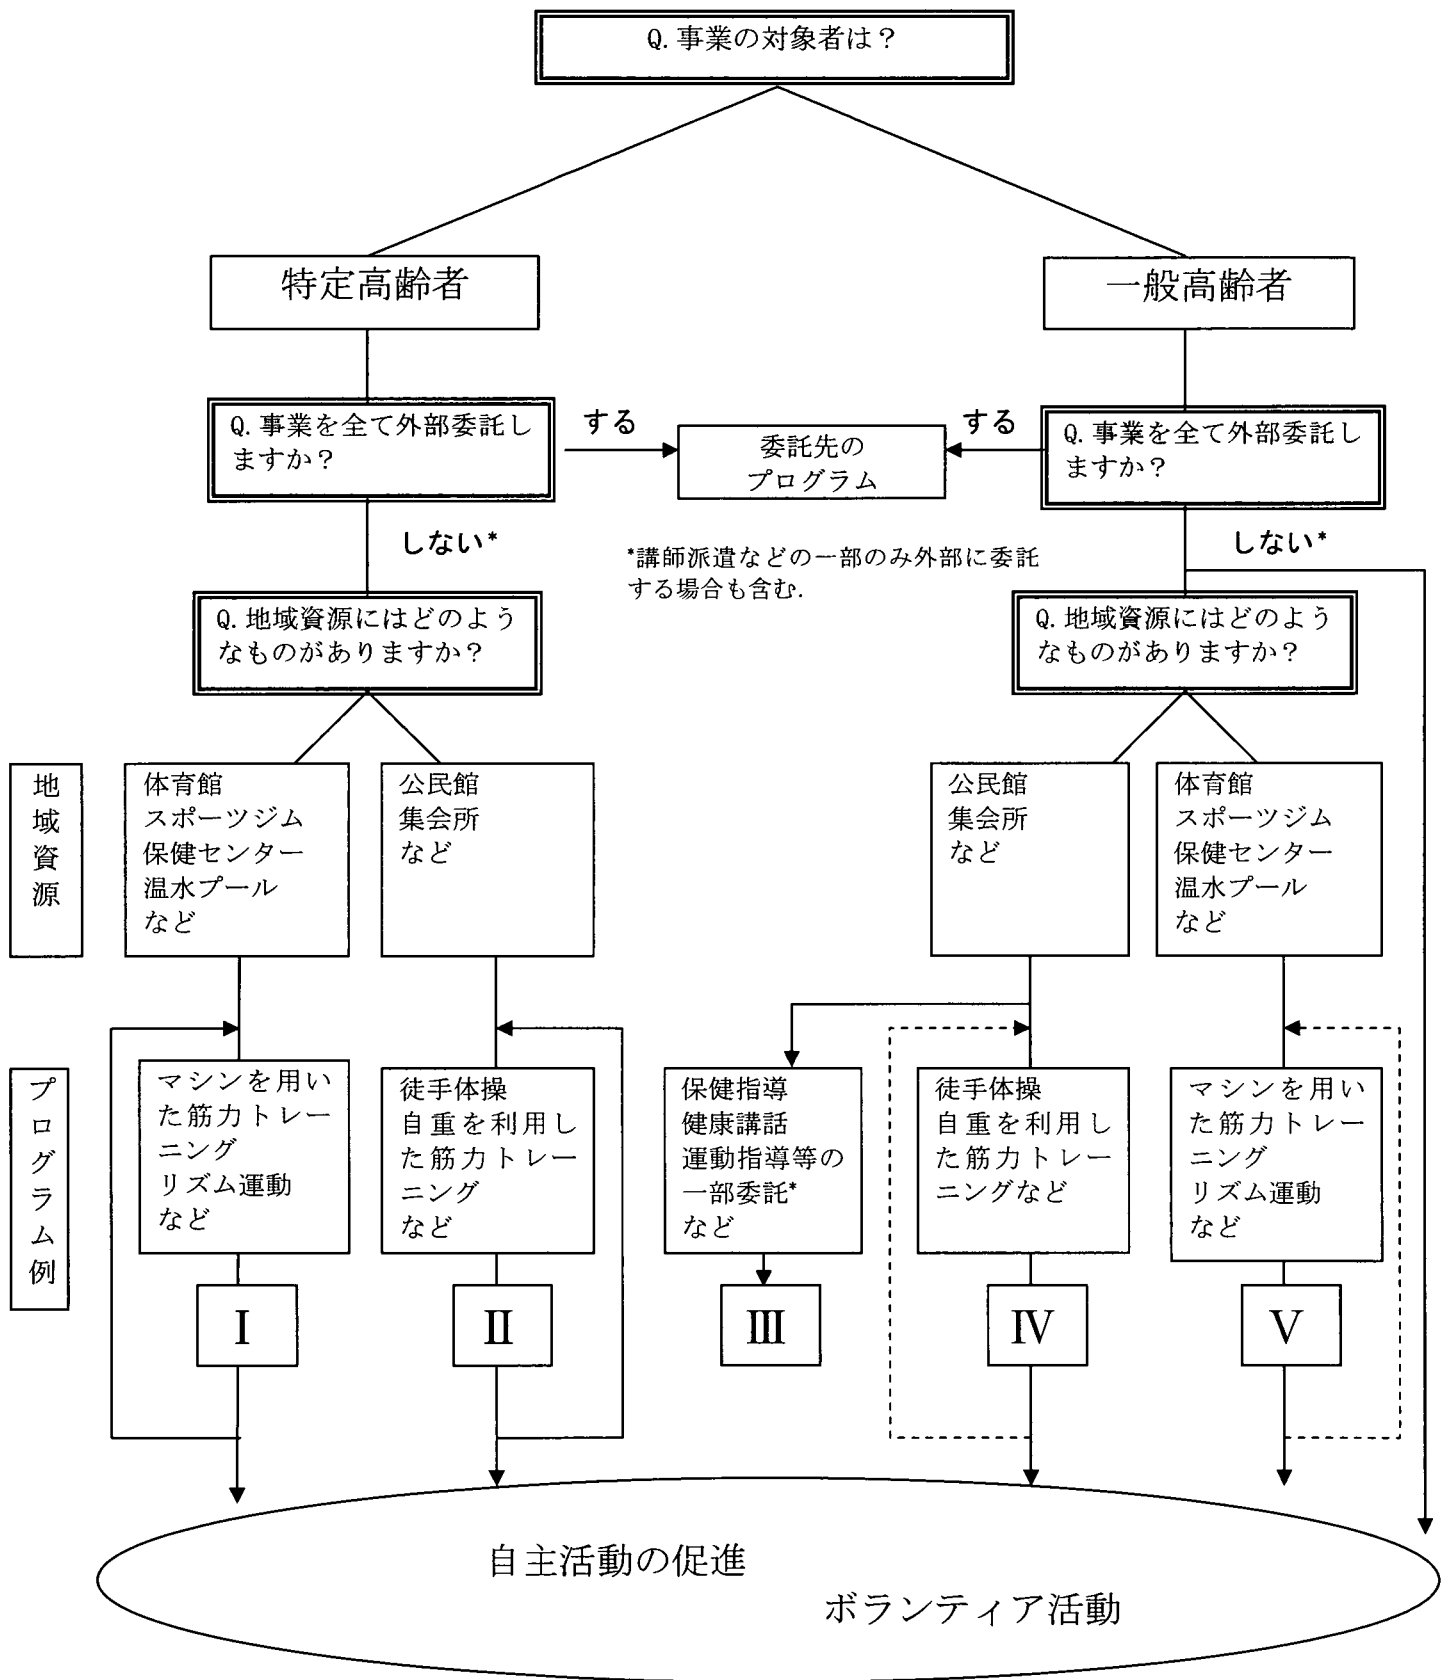 Q. 事業の対象者は？
特定高齢者
一般高齢者
Q. 事業を全て外部委託し
ますか？
する
委託先の
プログラム
する
Q. 事業を全て外部委託し
ますか？
しない*
*講師派遣などの一部のみ外部に委託
する場合も含む.
しない*
Q. 地域資源にはどのよう
なものがありますか？
Q. 地域資源にはどのよう
なものがありますか？
地域資源
体育館
スポーツジム
保健センター
温水プール
など
公民館
集会所
など
公民館
集会所
など
体育館
スポーツジム
保健センター
温水プール
など
プログラム例
マシンを用い
た筋力トレー
ニング
リズム運動
など
徒手体操
自重を利用し
た筋力トレー
ニング
など
保健指導
健康講話
運動指導等の
一部委託*
など
徒手体操
自重を利用し
た筋力トレー
ニングなど
マシンを用い
た筋力トレー
ニング
リズム運動
など
Ⅰ
Ⅱ
Ⅲ
Ⅳ
Ⅴ
自主活動の促進
ボランティア活動